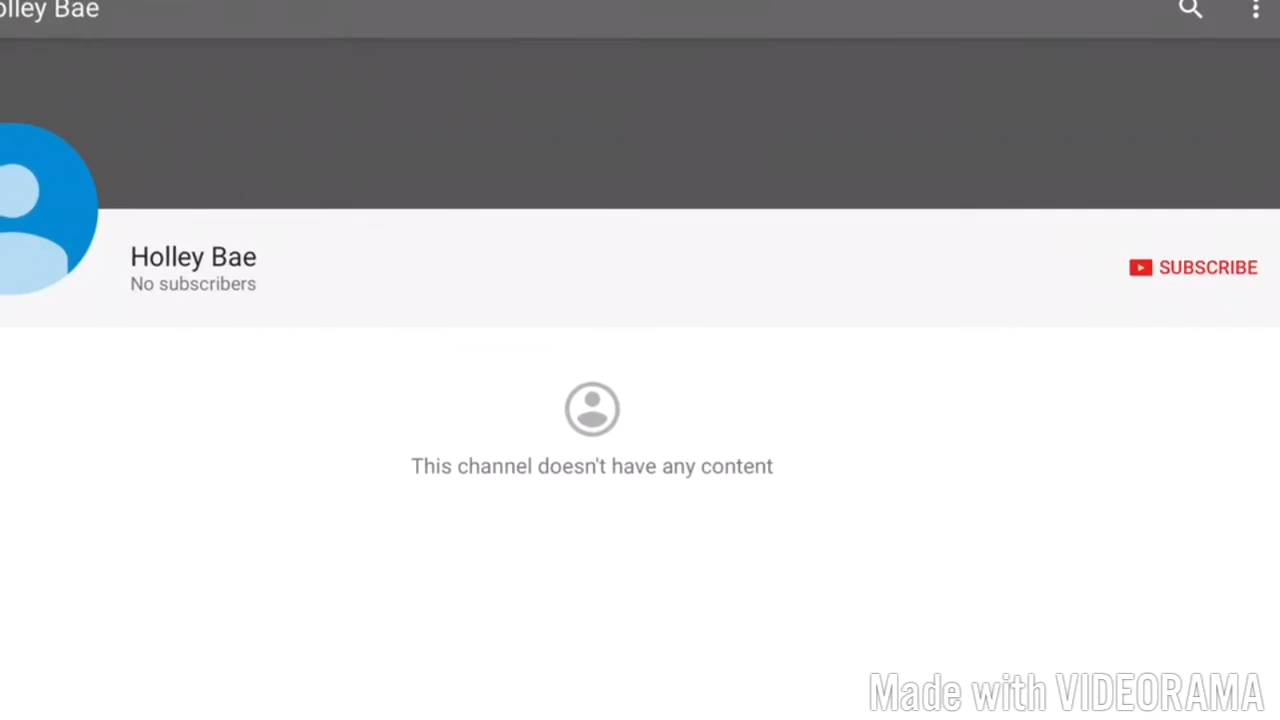 olley Bae
Holley Bae
No subscribers
SUBSCRIBE
This channel doesn't have any content
Made with VIDEORAMA